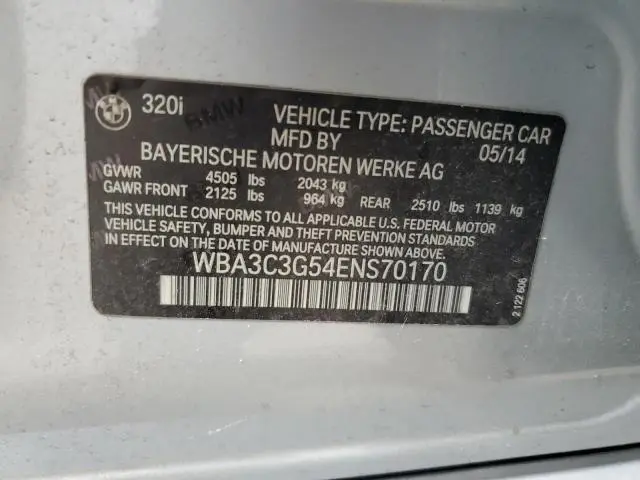 320i
VEHICLE TYPE: PASSENGER CAR
MFD BY 05/14
BAYERISCHE MOTOREN WERKE AG
GVWR 4505 lbs 2043 kg
GAWR FRONT 2125 lbs 964 kg REAR 2510 lbs 1139 kg
THIS VEHICLE CONFORMS TO ALL APPLICABLE U.S. FEDERAL MOTOR
VEHICLE SAFETY, BUMPER AND THEFT PREVENTION STANDARDS
IN EFFECT ON THE DATE OF MANUFACTURE SHOWN ABOVE.
WBA3C3G54ENS70170
2 122 606
BMW